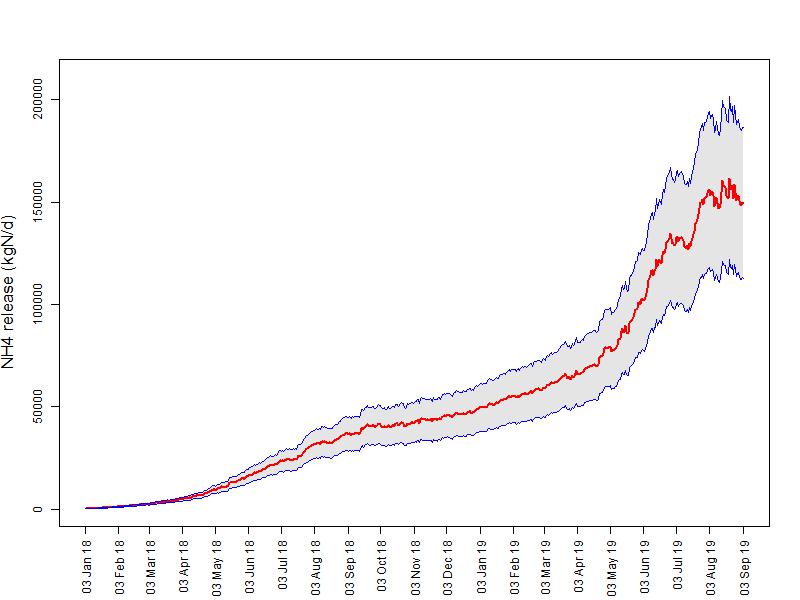 NH4 release (kgN/d)
200000
150000
100000
50000
0
03 Jan 18
03 Feb 18
03 Mar 18
03 Apr 18
03 May 18
03 Jun 18
03 Jul 18
03 Aug 18
03 Sep 18
03 Oct 18
03 Nov 18
03 Dec 18
03 Jan 19
03 Feb 19
03 Mar 19
03 Apr 19
03 May 19
03 Jun 19
03 Jul 19
03 Aug 19
03 Sep 19